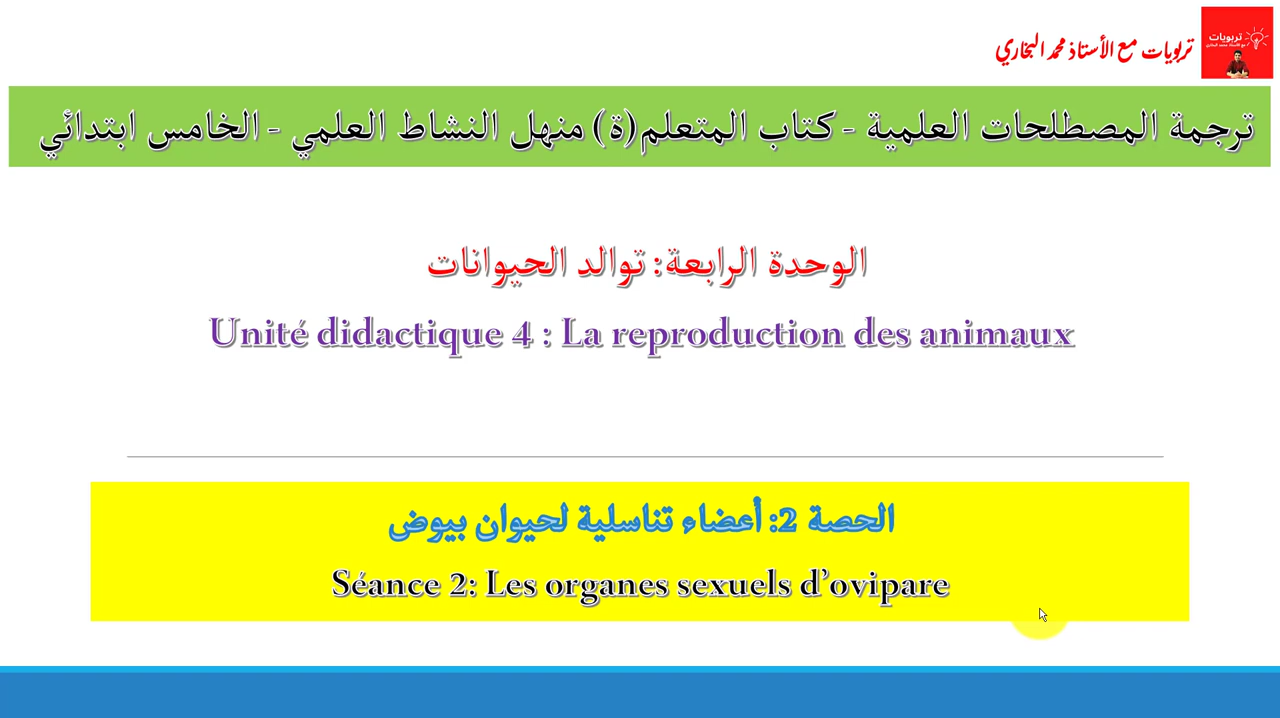 تربويات مع الأستاذ محمد البخاري
تربويات
ترجمة المصطلحات العلمية - كتاب المتعلم(ة) منهل النشاط العلمي - الخامس ابتدائي
الوحدة الرابعة: توالد الحيوانات
Unité didactique 4 : La reproduction des animaux
الحصة 2: أعضاء تناسلية لحيوان بيوض
Séance 2: Les organes sexuels d’ovipare